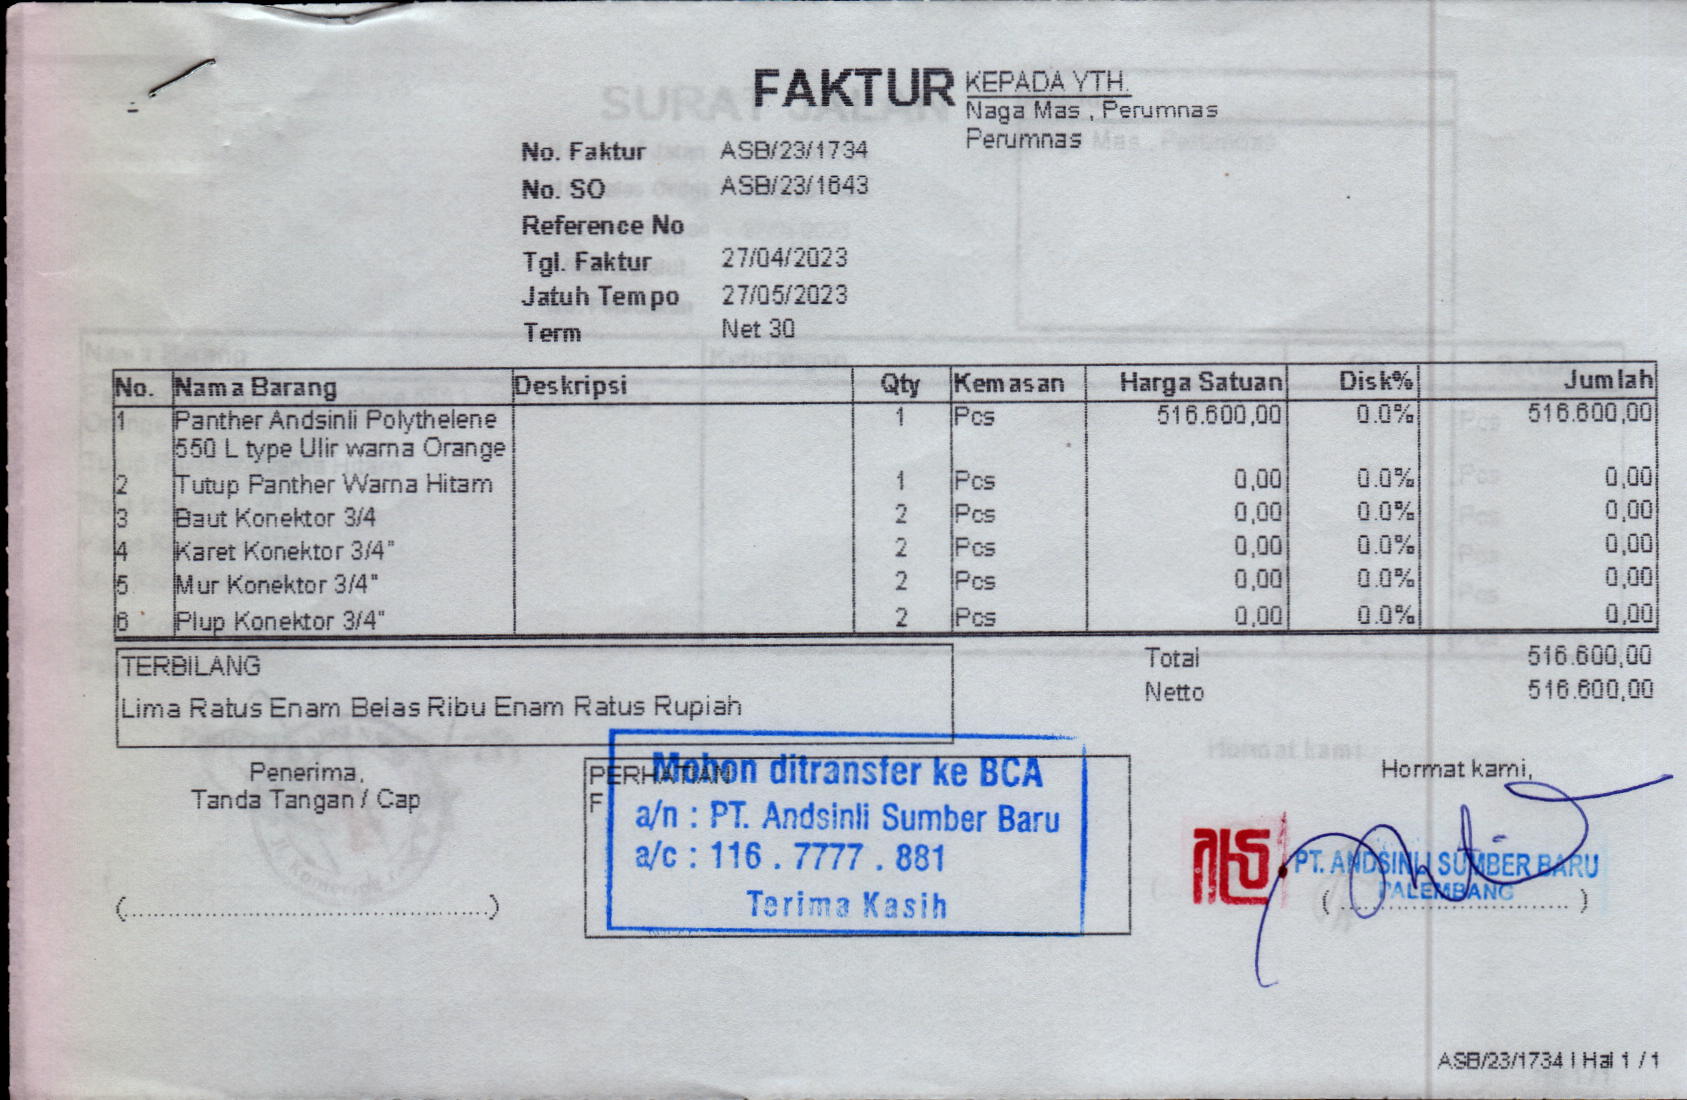 FAKTUR
KEPADA YTH.
Naga Mas , Perumnas
Perumnas
No. Faktur ASB/23/1734
No. SO ASB/23/1643
Reference No
Tgl. Faktur 27/04/2023
Jatuh Tempo 27/05/2023
Term Net 30
No. Nama Barang Deskripsi Qty Kemasan Harga Satuan Disk% Jumlah
1 Panther Andsinli Polythelene 1 Pcs 516.600,00 0.0% 516.600,00
550 L type Ulir warna Orange
2 Tutup Panther Warna Hitam 1 Pcs 0,00 0.0% 0,00
3 Baut Konektor 3/4 2 Pcs 0,00 0.0% 0,00
4 Karet Konektor 3/4" 2 Pcs 0,00 0.0% 0,00
5 Mur Konektor 3/4" 2 Pcs 0,00 0.0% 0,00
6 Plup Konektor 3/4" 2 Pcs 0,00 0.0% 0,00
TERBILANG
Lima Ratus Enam Belas Ribu Enam Ratus Rupiah
Total 516.600,00
Netto 516.600,00
Penerima,
Tanda Tangan / Cap
(................................................)
PERHATIAN
F
Mohon ditransfer ke BCA
a/n : PT. Andsinli Sumber Baru
a/c : 116 . 7777 . 881
Terima Kasih
Hormat kami,
PT. ANDSINLI SUMBER BARU
PALEMBANG
(................................)
ASB/23/1734 | Hal 1 / 1